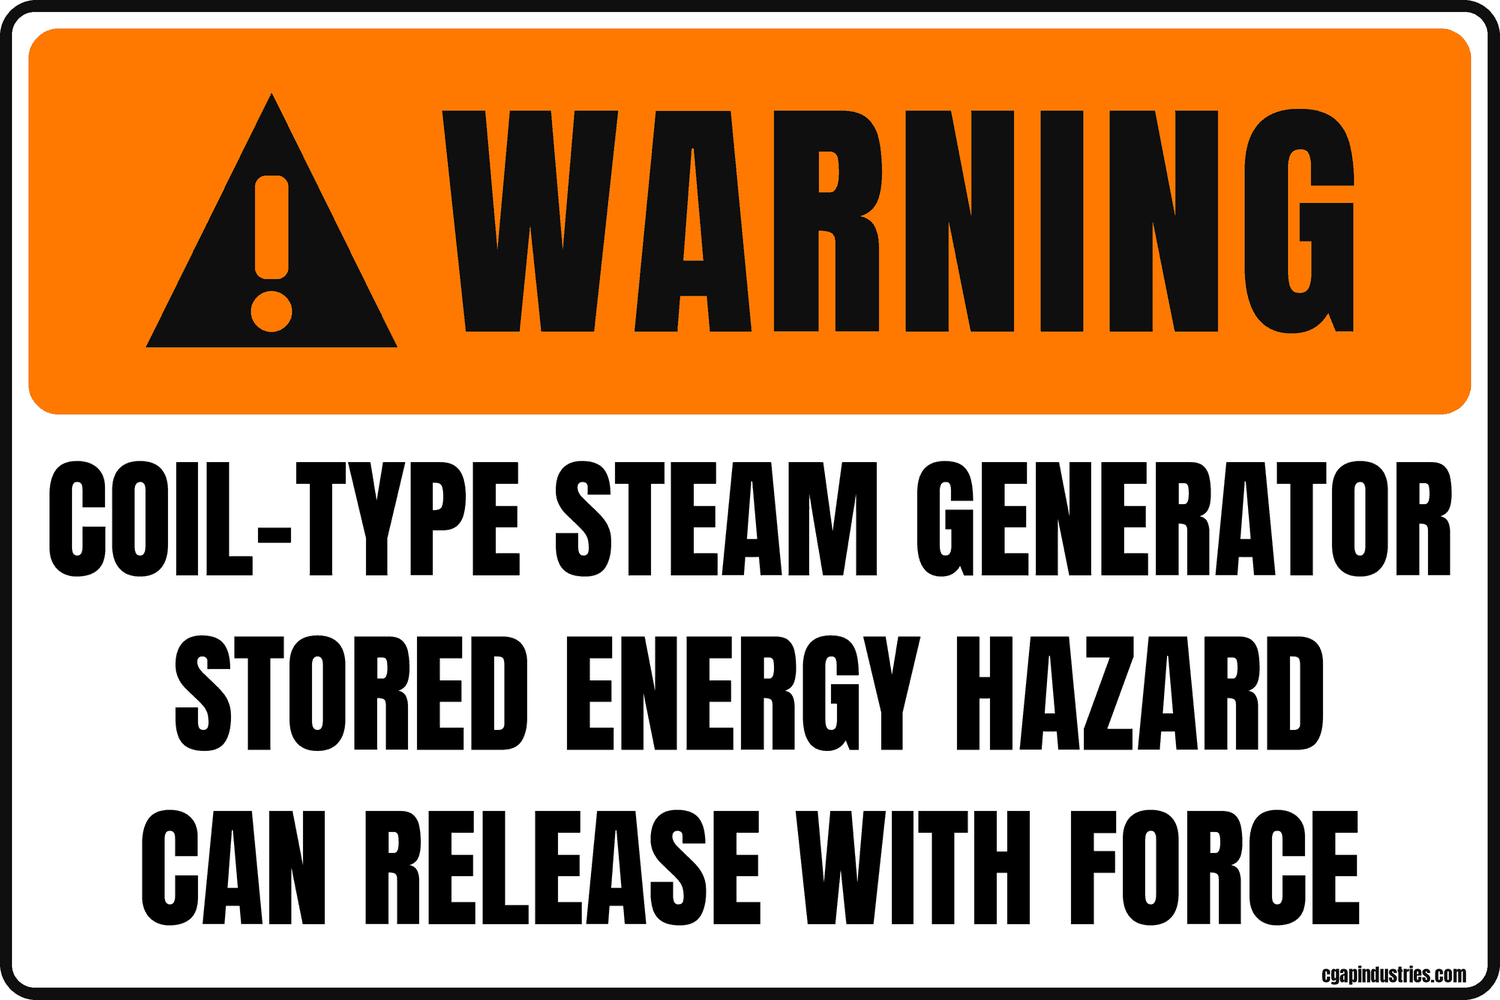 WARNING
COIL-TYPE STEAM GENERATOR
STORED ENERGY HAZARD
CAN RELEASE WITH FORCE
cgapindustries.com